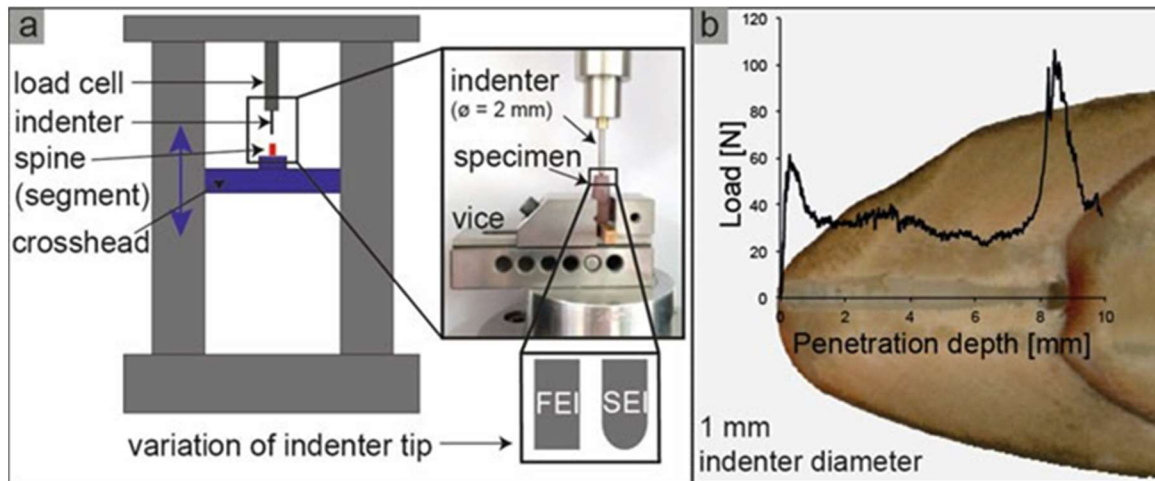 a
load cell
indenter
spine
(segment)
crosshead
indenter
(ø = 2 mm)
specimen
vice
FEI
SEI
variation of indenter tip
b
120
100
80
60
40
20
0
Load [N]
0
2
4
6
8
10
Penetration depth [mm]
1 mm
indenter diameter